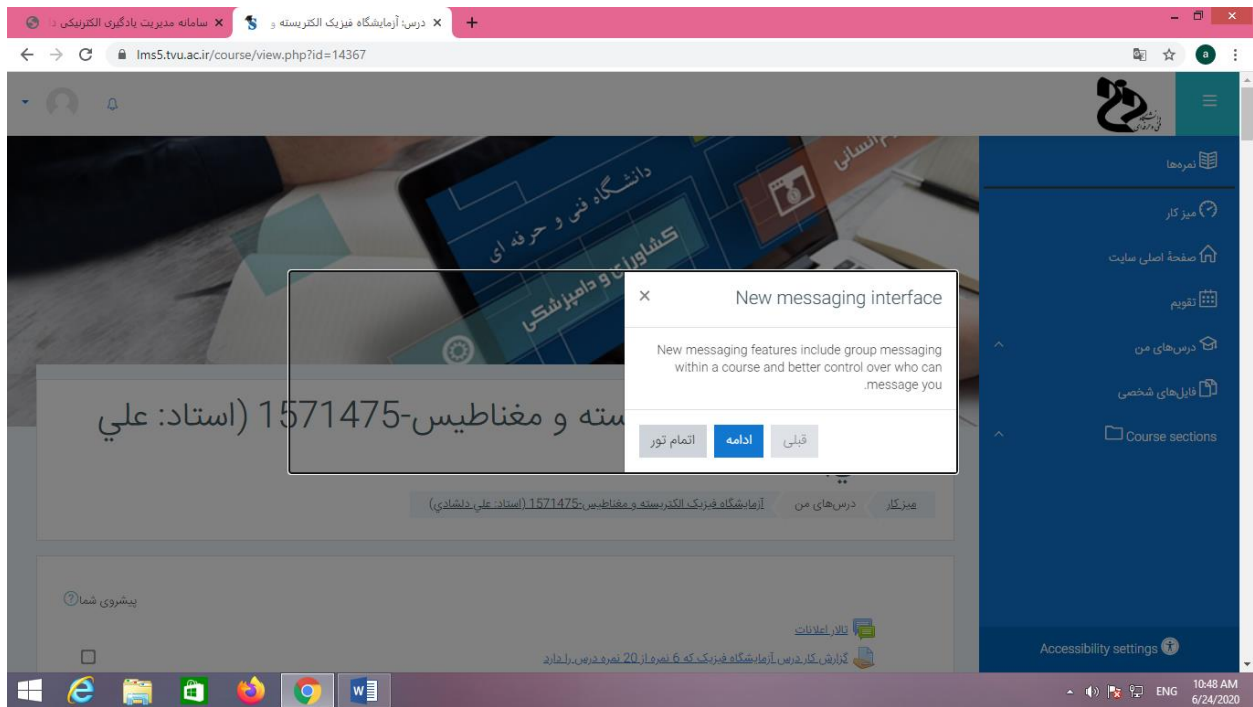 سامانه مدیریت یادگیری الکترونیکی د
درس: آزمایشگاه فیزیک الکتریسته و
lms5.tvu.ac.ir/course/view.php?id=14367
a
نمره‌ها
میز کار
صفحهٔ اصلی سایت
تقویم
درس‌های من
فایل‌های شخصی
Course sections
Accessibility settings
انسانی
دانشگاه فنی و حرفه ای
کشاورزی و دامپزشکی
New messaging interface
New messaging features include group messaging
within a course and better control over who can
message you.
قبلی
ادامه
اتمام تور
سته و مغناطیس-1571475 (استاد: علي
میز کار
درس‌های من
آزمایشگاه فیزیک الکتریسته و مغناطیس-1571475 (استاد: علي دلشادي)
پیشروی شما
تالار اعلانات
گزارش کار درس آزمایشگاه فیزیک که 6 نمره از 20 نمره درس را دارد
ENG
10:48 AM
6/24/2020